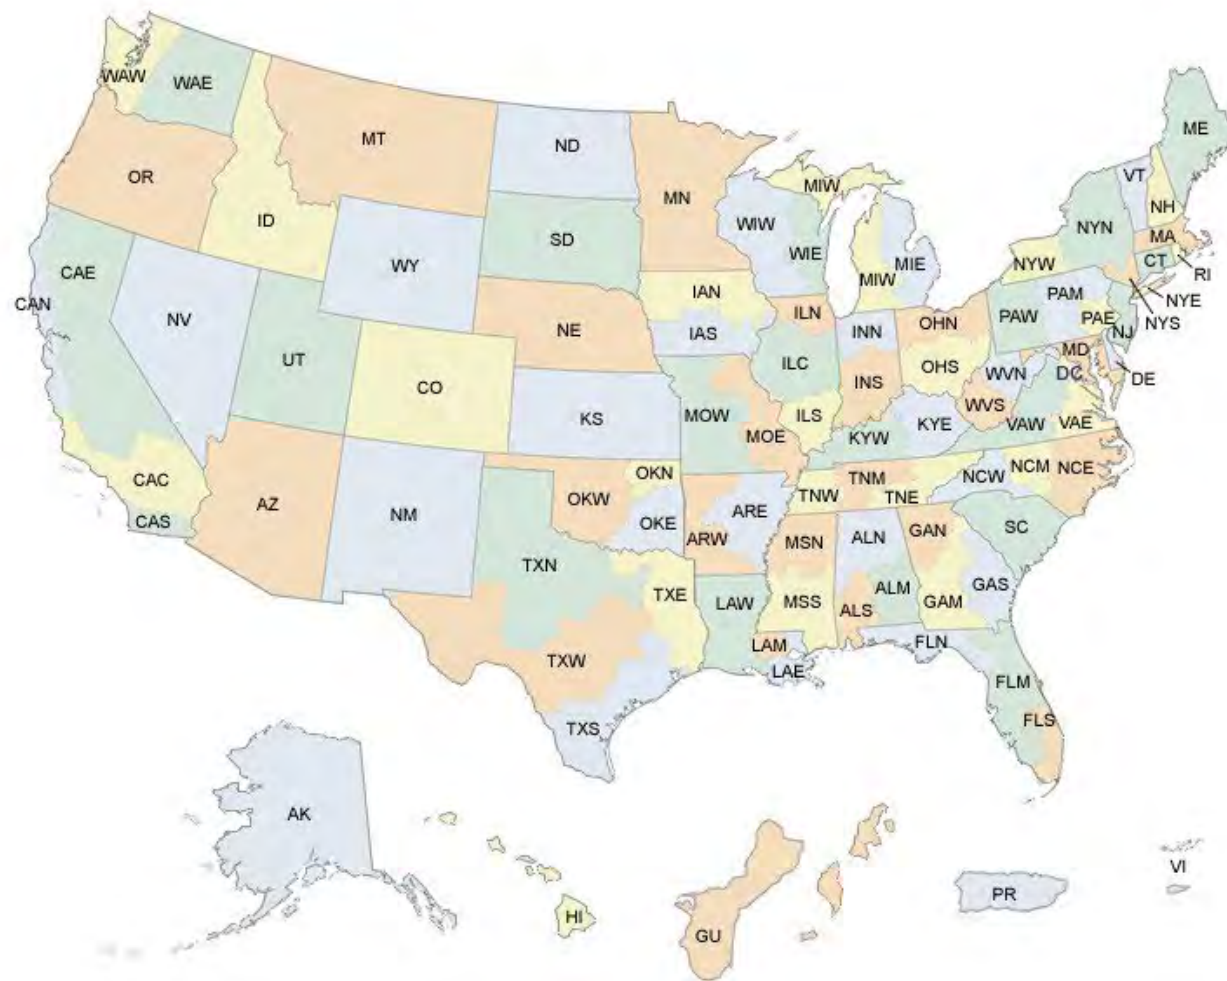 WAW
WAE
MT
ND
MN
ME
OR
ID
SD
WIW
MIW
VT
NH
NYN
MA
CAE
WY
WIE
MIW
MIE
NYW
CT
RI
CAN
NV
IAN
NE
IAS
ILN
INN
OHN
PAW
PAM
PAE
NJ
NYE
NYS
UT
CO
ILC
INS
OHS
WVN
MD
DC
DE
KS
MOW
MOE
ILS
KYW
KYE
WVS
VAW
VAE
CAC
CAS
AZ
NM
OKN
OKW
OKE
ARE
ARW
TNW
TNM
TNE
NCW
NCM
NCE
TXN
TXE
MSN
ALN
GAN
SC
LAW
MSS
ALS
ALM
GAM
GAS
TXW
LAM
LAE
FLN
TXS
FLM
FLS
AK
HI
GU
PR
VI